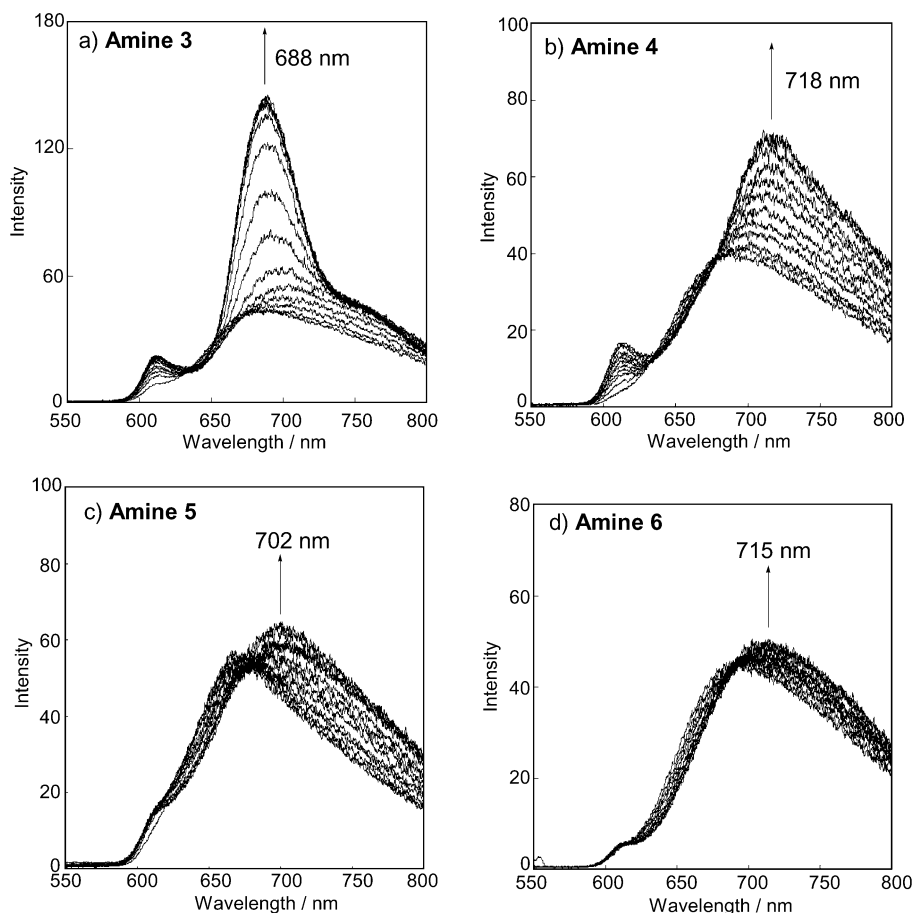 a) Amine 3
688 nm
180
120
60
0
Intensity
550 600 650 700 750 800
Wavelength / nm
b) Amine 4
718 nm
100
80
60
40
20
0
Intensity
550 600 650 700 750 800
Wavelength / nm
c) Amine 5
702 nm
100
80
60
40
20
0
Intensity
550 600 650 700 750 800
Wavelength / nm
d) Amine 6
715 nm
80
60
40
20
0
Intensity
550 600 650 700 750 800
Wavelength / nm